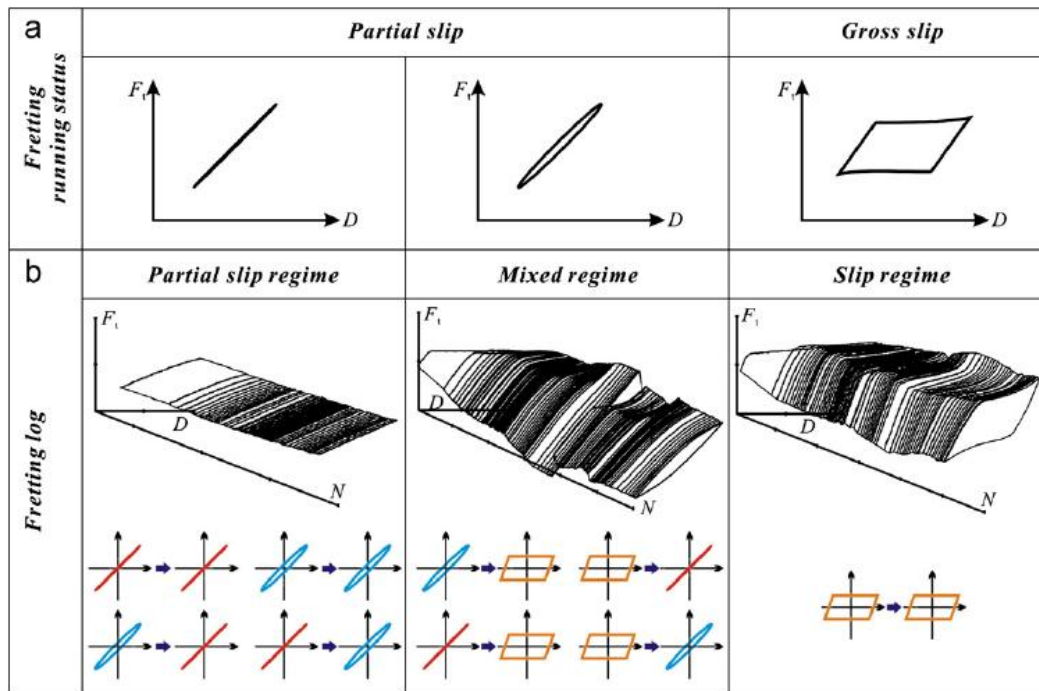 a
Partial slip
Gross slip
Fretting
running status
Fₜ
D
Fₜ
D
Fₜ
D
b
Partial slip regime
Mixed regime
Slip regime
Fretting log
Fₜ
D
N
Fₜ
D
N
Fₜ
D
N